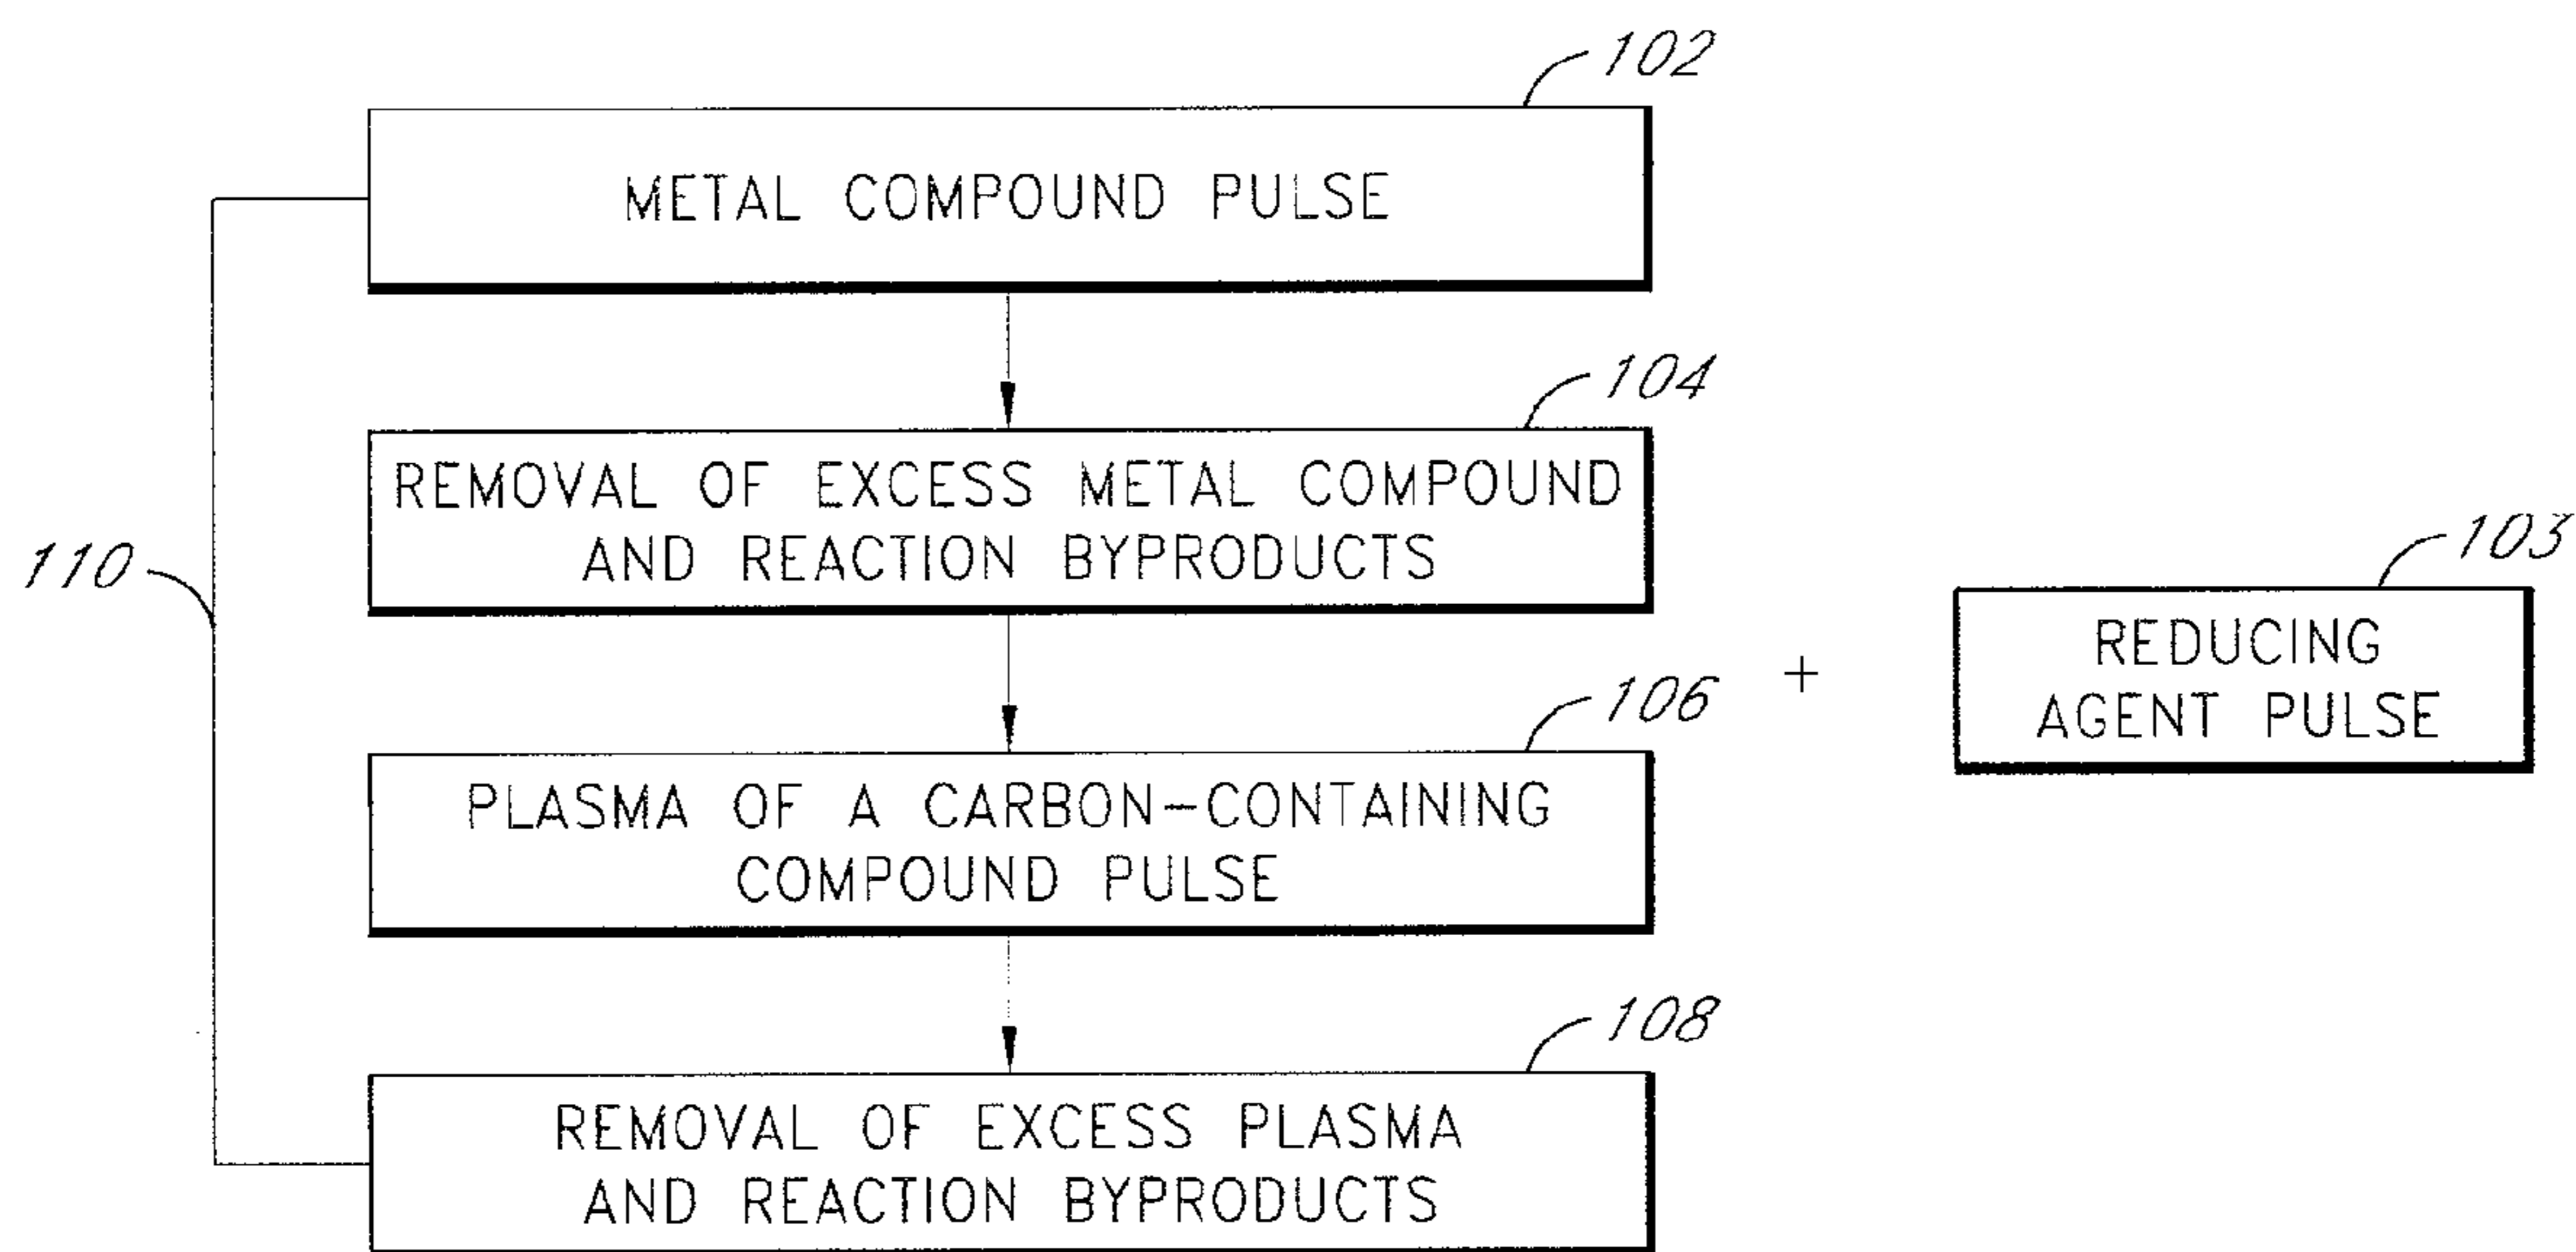 102
METAL COMPOUND PULSE
104
REMOVAL OF EXCESS METAL COMPOUND
AND REACTION BYPRODUCTS
110
103
REDUCING
AGENT PULSE
+
106
PLASMA OF A CARBON-CONTAINING
COMPOUND PULSE
108
REMOVAL OF EXCESS PLASMA
AND REACTION BYPRODUCTS